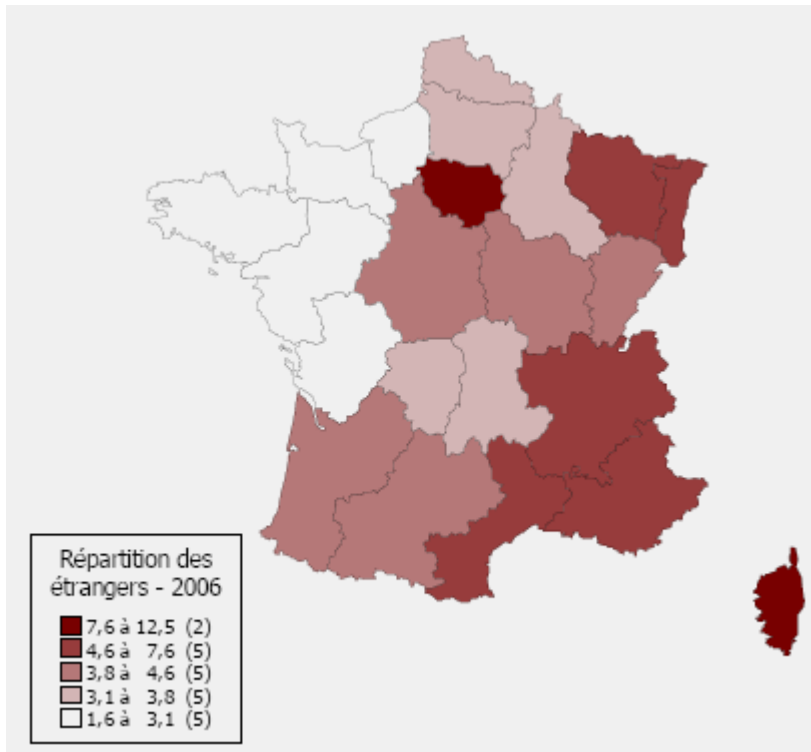 Répartition des
étrangers - 2006
7,6 à 12,5 (2)
4,6 à 7,6 (5)
3,8 à 4,6 (5)
3,1 à 3,8 (5)
1,6 à 3,1 (5)